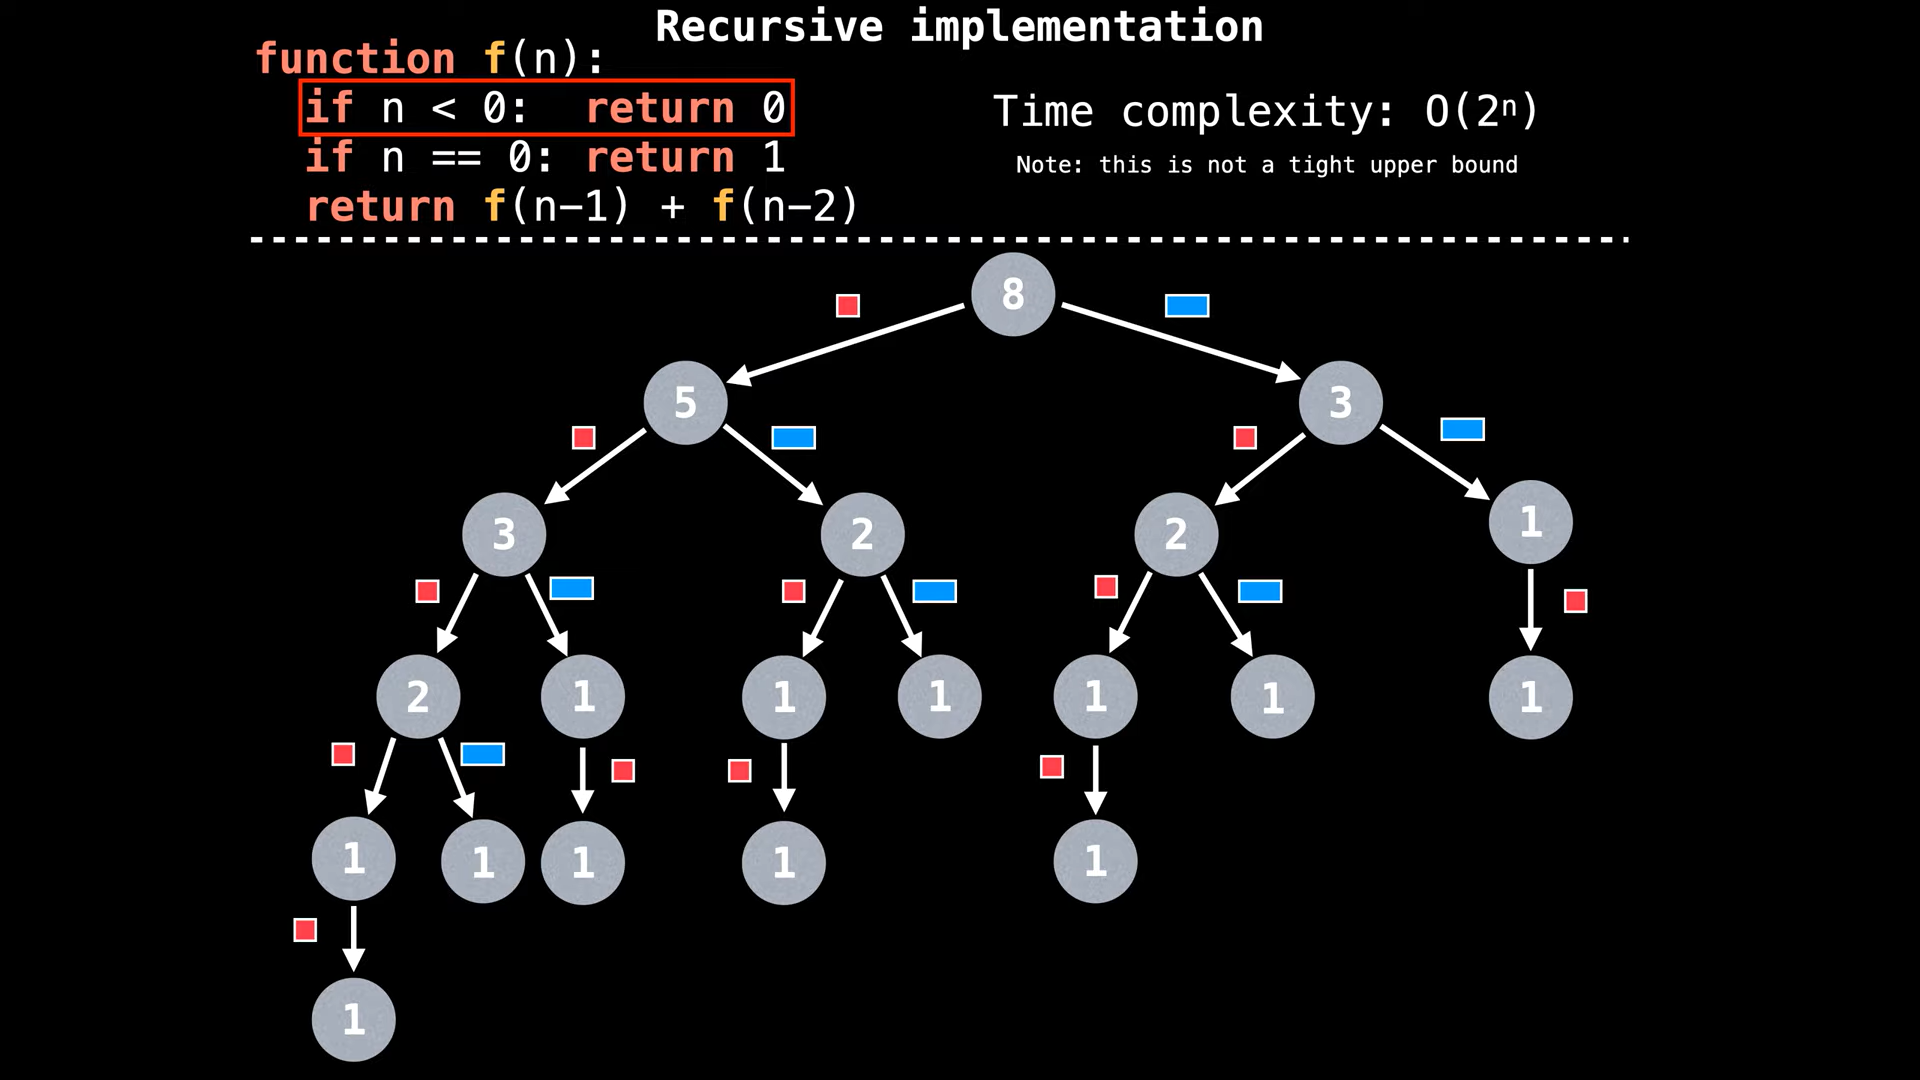 Recursive implementation
function f(n):
if n < 0: return 0
if n == 0: return 1
return f(n-1) + f(n-2)
Time complexity: O(2ⁿ)
Note: this is not a tight upper bound
8
5 3
3 2 2 1
2 1 1 1 1 1 1
1 1 1 1 1
1